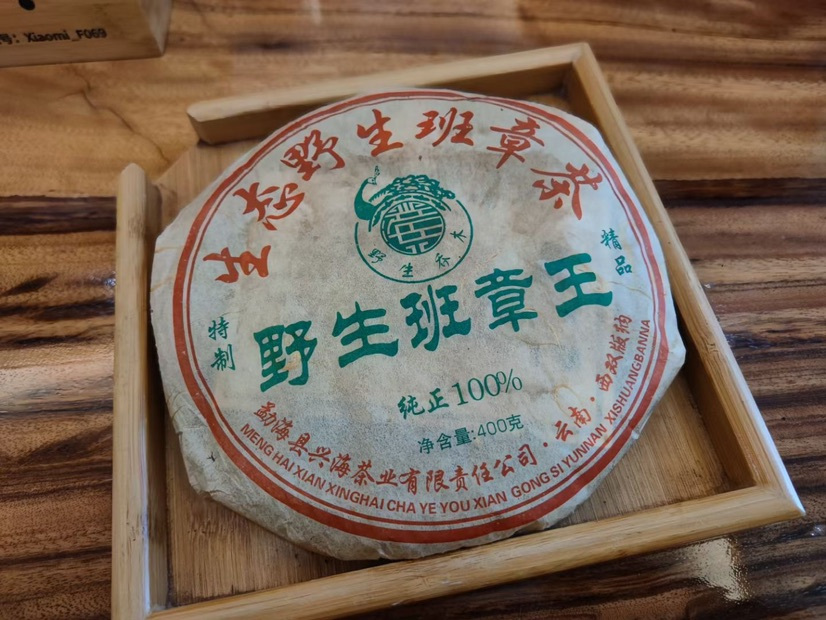 号: Xiaomi_F069
生态野生班章茶
野生乔木
特制
精品
野生班章王
纯正100%
净含量:400克
勐海县兴海茶业有限责任公司·云南·西双版纳
MENG HAI XIAN XINGHAI CHA YE YOU XIAN GONG SI YUNNAN XISHUANGBANNA